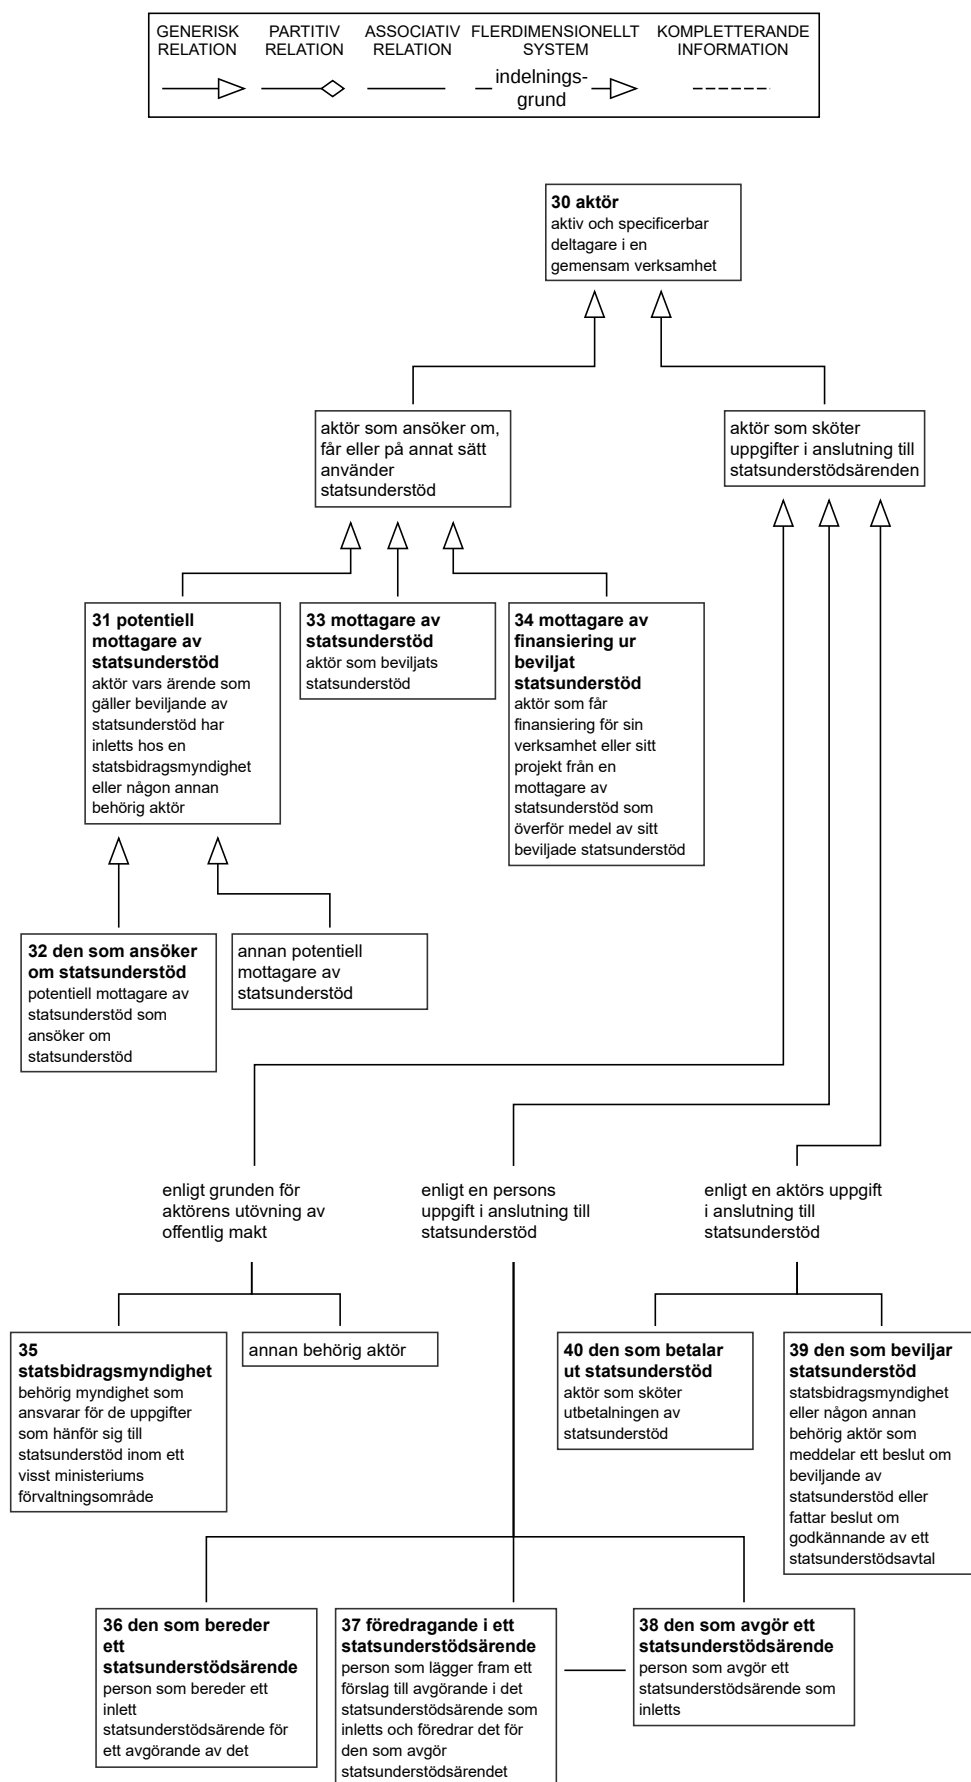 GENERISK
RELATION
PARTITIV
RELATION
ASSOCIATIV
RELATION
FLERDIMENSIONELLT
SYSTEM
KOMPLETTERANDE
INFORMATION
indelnings-
grund
30 aktör
aktiv och specificerbar
deltagare i en
gemensam verksamhet
aktör som ansöker om,
får eller på annat sätt
använder
statsunderstöd
aktör som sköter
uppgifter i anslutning till
statsunderstödsärenden
31 potentiell
mottagare av
statsunderstöd
aktör vars ärende som
gäller beviljande av
statsunderstöd har
inletts hos en
statsbidragsmyndighet
eller någon annan
behörig aktör
33 mottagare av
statsunderstöd
aktör som beviljats
statsunderstöd
34 mottagare av
finansiering ur
beviljat
statsunderstöd
aktör som får
finansiering för sin
verksamhet eller sitt
projekt från en
mottagare av
statsunderstöd som
överför medel av sitt
beviljade statsunderstöd
32 den som ansöker
om statsunderstöd
potentiell mottagare av
statsunderstöd som
ansöker om
statsunderstöd
annan potentiell
mottagare av
statsunderstöd
enligt grunden för
aktörens utövning av
offentlig makt
enligt en persons
uppgift i anslutning till
statsunderstöd
enligt en aktörs uppgift
i anslutning till
statsunderstöd
35
statsbidragsmyndighet
behörig myndighet som
ansvarar för de uppgifter
som hänför sig till
statsunderstöd inom ett
visst ministeriums
förvaltningsområde
annan behörig aktör
40 den som betalar
ut statsunderstöd
aktör som sköter
utbetalningen av
statsunderstöd
39 den som beviljar
statsunderstöd
statsbidragsmyndighet
eller någon annan
behörig aktör som
meddelar ett beslut om
beviljande av
statsunderstöd eller
fattar beslut om
godkännande av ett
statsunderstödsavtal
36 den som bereder
ett
statsunderstödsärende
person som bereder ett
inlett
statsunderstödsärende för
ett avgörande av det
37 föredragande i ett
statsunderstödsärende
person som lägger fram ett
förslag till avgörande i det
statsunderstödsärende som
inletts och föredrar det för
den som avgör
statsunderstödsärendet
38 den som avgör ett
statsunderstödsärende
person som avgör ett
statsunderstödsärende som
inletts